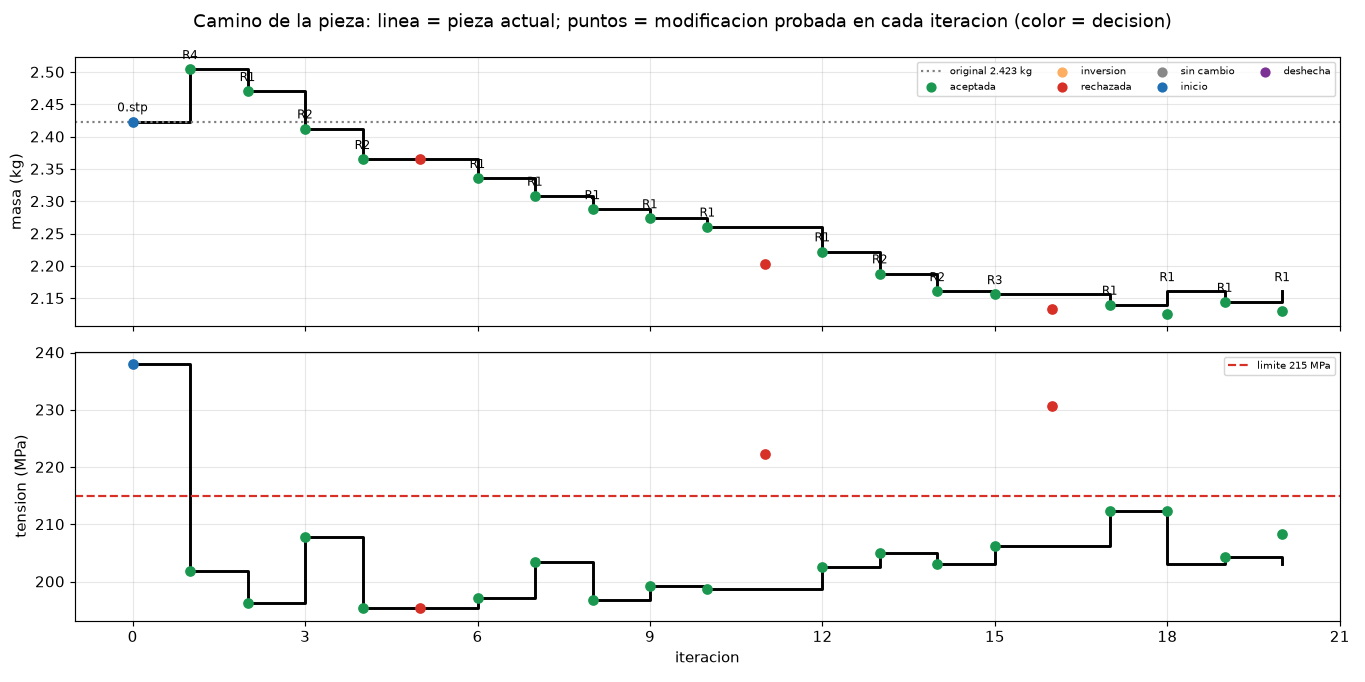 Camino de la pieza: linea = pieza actual; puntos = modificacion probada en cada iteracion (color = decision)
masa (kg)
2.50
2.45
2.40
2.35
2.30
2.25
2.20
2.15
0.stp
R4
R1
R2
R2
R1
R1
R1
R1
R1
R1
R2
R2
R3
R1
R1
R1
R1
original 2.423 kg
aceptada
inversion
rechazada
sin cambio
inicio
deshecha
tension (MPa)
240
230
220
210
200
limite 215 MPa
0
3
6
9
12
15
18
21
iteracion